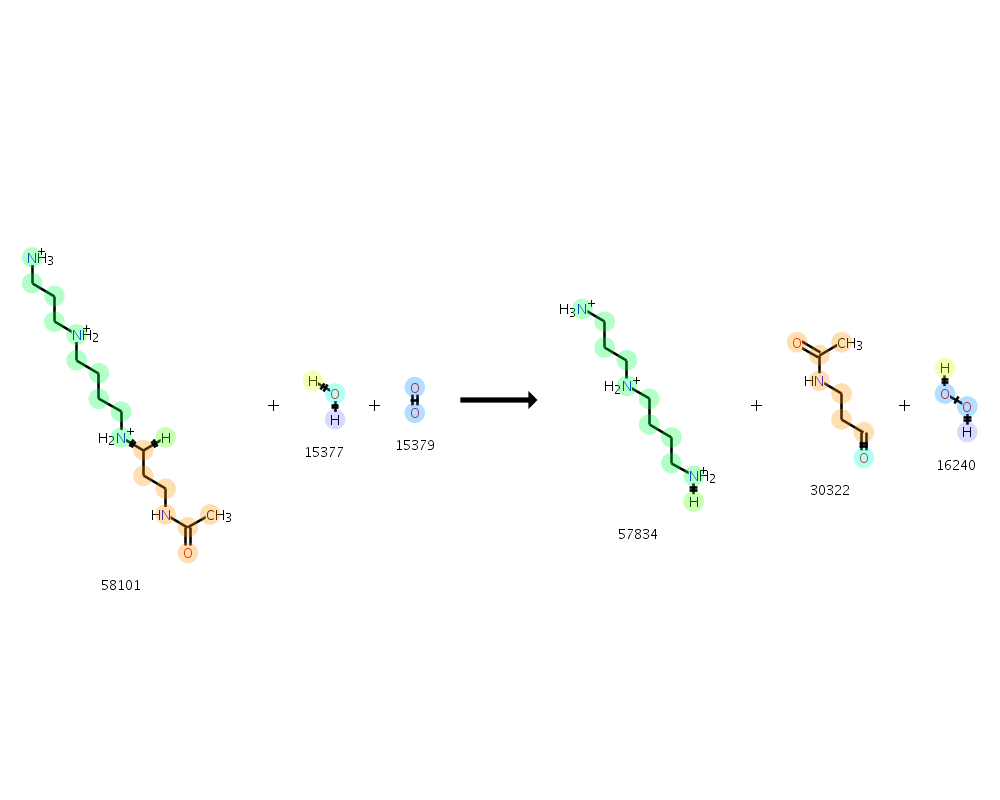 NH3+
NH2+
H2N+
H
HN
CH3
O
58101
+
H
O
H
15377
+
O
O
15379
H3N+
H2N+
NH2+
H
57834
+
O
CH3
HN
O
30322
+
H
O
O
H
16240